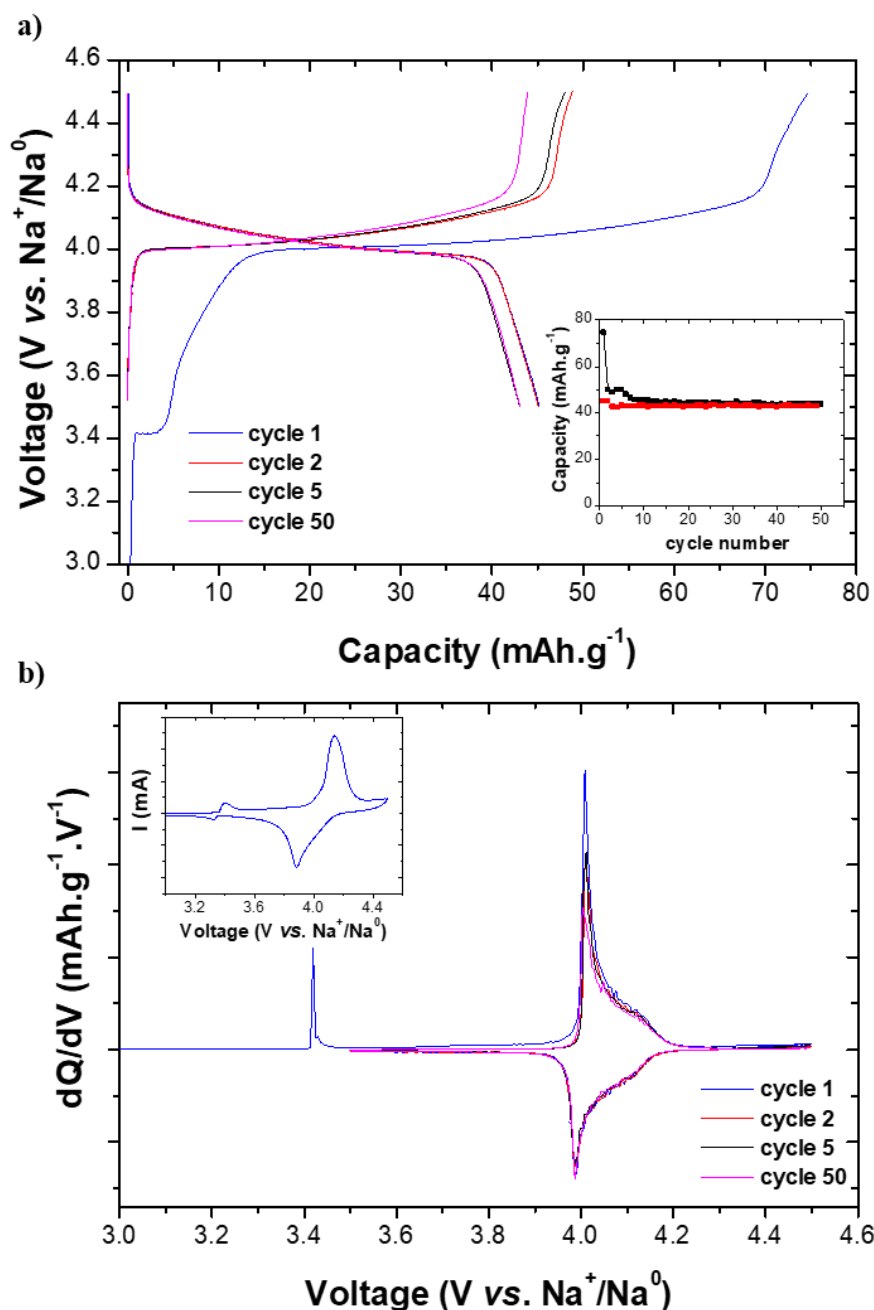 a)
4.6
4.4
4.2
4.0
3.8
3.6
3.4
3.2
3.0
Voltage (V vs. Na⁺/Na⁰)
cycle 1
cycle 2
cycle 5
cycle 50
80
60
40
20
0
Capacity (mAh.g⁻¹)
0 10 20 30 40 50
cycle number
0 10 20 30 40 50 60 70 80
Capacity (mAh.g⁻¹)
b)
I (mA)
3.2 3.6 4.0 4.4
Voltage (V vs. Na⁺/Na⁰)
dQ/dV (mAh.g⁻¹.V⁻¹)
cycle 1
cycle 2
cycle 5
cycle 50
3.0 3.2 3.4 3.6 3.8 4.0 4.2 4.4 4.6
Voltage (V vs. Na⁺/Na⁰)